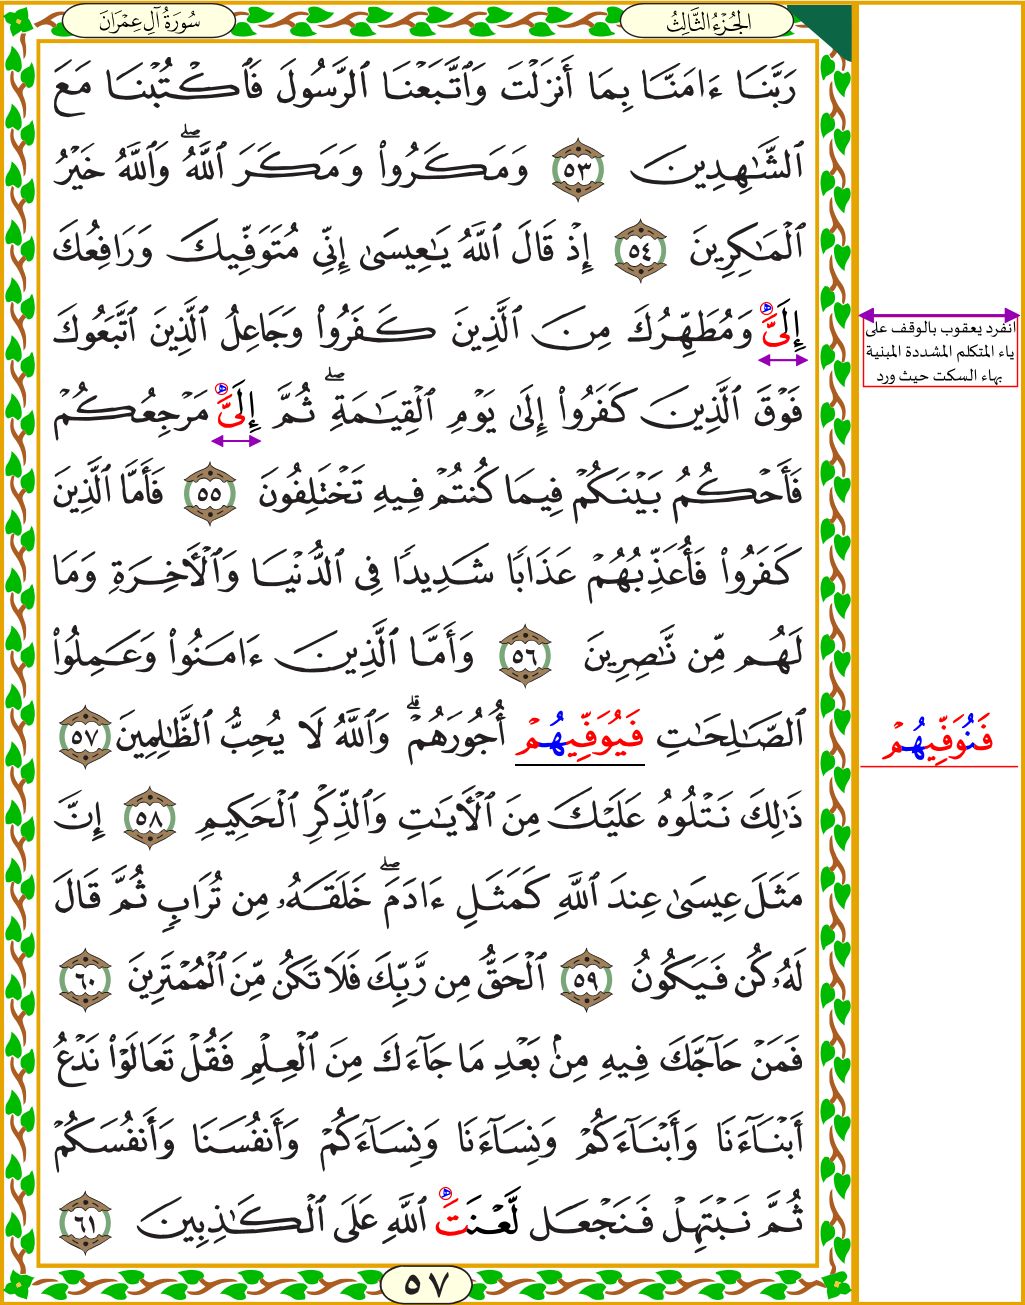 الجُزْءُ الثَّالِثُ
سُورَةُ آلِ عِمْرَانَ
رَبَّنَا ءَامَنَّا بِمَا أَنزَلْتَ وَٱتَّبَعْنَا ٱلرَّسُولَ فَٱكْتُبْنَا مَعَ
ٱلشَّٰهِدِينَ ٥٣ وَمَكَرُوا۟ وَمَكَرَ ٱللَّهُ ۖ وَٱللَّهُ خَيْرُ
ٱلْمَٰكِرِينَ ٥٤ إِذْ قَالَ ٱللَّهُ يَٰعِيسَىٰ إِنِّى مُتَوَفِّيكَ وَرَافِعُكَ
إِلَىَّ ه وَمُطَهِّرُكَ مِنَ ٱلَّذِينَ كَفَرُوا۟ وَجَاعِلُ ٱلَّذِينَ ٱتَّبَعُوكَ
فَوْقَ ٱلَّذِينَ كَفَرُوٓا۟ إِلَىٰ يَوْمِ ٱلْقِيَٰمَةِ ۖ ثُمَّ إِلَىَّ ه مَرْجِعُكُمْ
فَأَحْكُمُ بَيْنَكُمْ فِيمَا كُنتُمْ فِيهِ تَخْتَلِفُونَ ٥٥ فَأَمَّا ٱلَّذِينَ
كَفَرُوا۟ فَأُعَذِّبُهُمْ عَذَابًا شَدِيدًا فِى ٱلدُّنْيَا وَٱلْأَخِرَةِ وَمَا
لَهُم مِّن نَّٰصِرِينَ ٥٦ وَأَمَّا ٱلَّذِينَ ءَامَنُوا۟ وَعَمِلُوا۟
ٱلصَّٰلِحَٰتِ فَيُوَفِّيهُمْ أُجُورَهُمْ ۗ وَٱللَّهُ لَا يُحِبُّ ٱلظَّٰلِمِينَ ٥٧
ذَٰلِكَ نَتْلُوهُ عَلَيْكَ مِنَ ٱلْأَيَٰتِ وَٱلذِّكْرِ ٱلْحَكِيمِ ٥٨ إِنَّ
مَثَلَ عِيسَىٰ عِندَ ٱللَّهِ كَمَثَلِ ءَادَمَ ۖ خَلَقَهُۥ مِن تُرَابٍ ثُمَّ قَالَ
لَهُۥ كُن فَيَكُونُ ٥٩ ٱلْحَقُّ مِن رَّبِّكَ فَلَا تَكُن مِّنَ ٱلْمُمْتَرِينَ ٦٠
فَمَنْ حَآجَّكَ فِيهِ مِنۢ بَعْدِ مَا جَآءَكَ مِنَ ٱلْعِلْمِ فَقُلْ تَعَالَوْا۟ نَدْعُ
أَبْنَآءَنَا وَأَبْنَآءَكُمْ وَنِسَآءَنَا وَنِسَآءَكُمْ وَأَنفُسَنَا وَأَنفُسَكُمْ
ثُمَّ نَبْتَهِلْ فَنَجْعَل لَّعْنَتَ ه ٱللَّهِ عَلَى ٱلْكَٰذِبِينَ ٦١
٥٧
انفرد يعقوب بالوقف على
ياء المتكلم المشددة المبنية
بهاء السكت حيث ورد
فَنُوَفِّيهُمْ